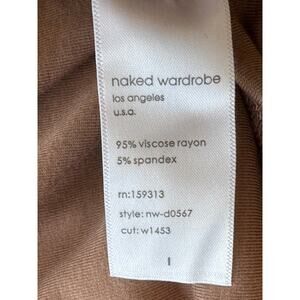 naked wardrobe
los angeles
u.s.a.
95% viscose rayon
5% spandex
rn:159313
style: nw-d0567
cut: w1453
l